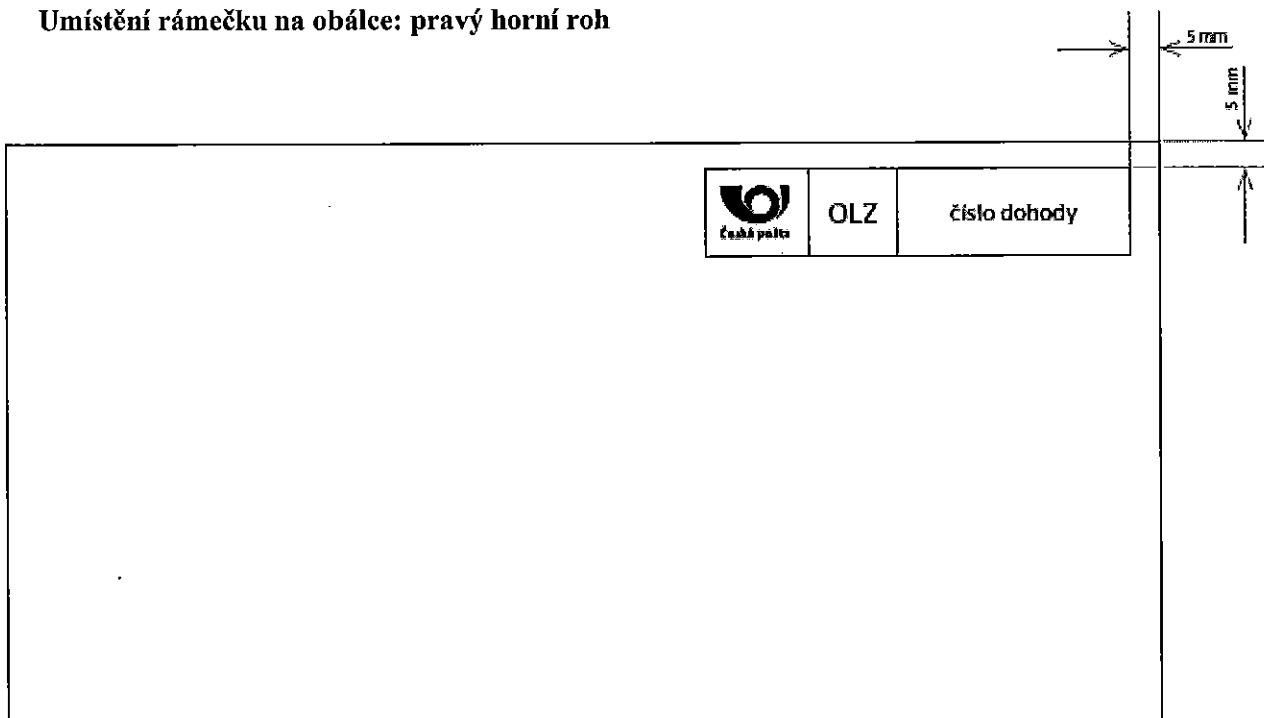 Umístění rámečku na obálce: pravý horní roh
5 mm
5 mm
Česká pošta
OLZ
číslo dohody